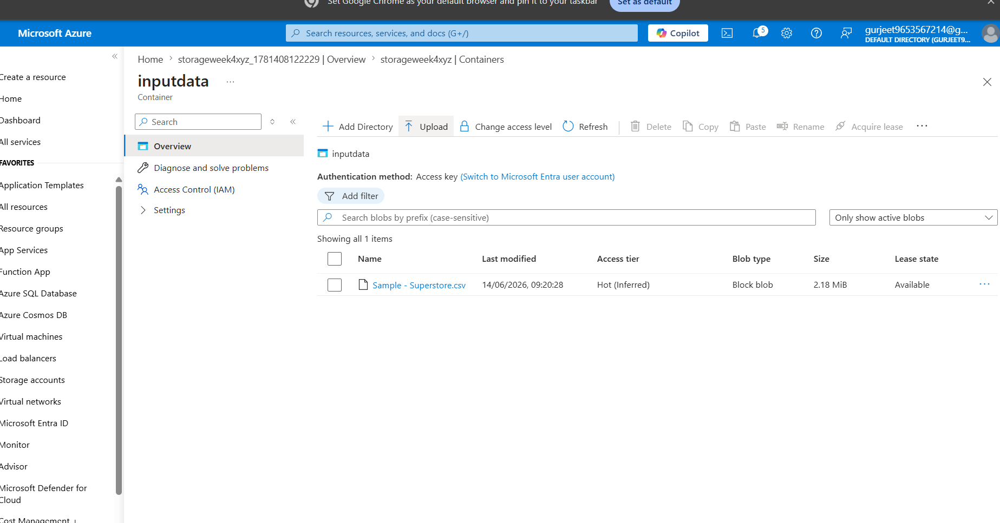 Set Google Chrome as your default browser and pin it to your taskbar
Set as default
Microsoft Azure
Search resources, services, and docs (G+/)
Copilot
5
gurjeet9653567214@g...
DEFAULT DIRECTORY (GURJEET9...
Create a resource
Home
Dashboard
All services
FAVORITES
Application Templates
All resources
Resource groups
App Services
Function App
Azure SQL Database
Azure Cosmos DB
Virtual machines
Load balancers
Storage accounts
Virtual networks
Microsoft Entra ID
Monitor
Advisor
Microsoft Defender for
Cloud
Cost Management +
Home > storageweek4xyz_1781408122229 | Overview > storageweek4xyz | Containers
inputdata ...
Container
Search
Overview
Diagnose and solve problems
Access Control (IAM)
Settings
Add Directory Upload Change access level Refresh Delete Copy Paste Rename Acquire lease ...
inputdata
Authentication method: Access key (Switch to Microsoft Entra user account)
Add filter
Search blobs by prefix (case-sensitive)
Only show active blobs
Showing all 1 items
Name Last modified Access tier Blob type Size Lease state
Sample - Superstore.csv 14/06/2026, 09:20:28 Hot (Inferred) Block blob 2.18 MiB Available ...